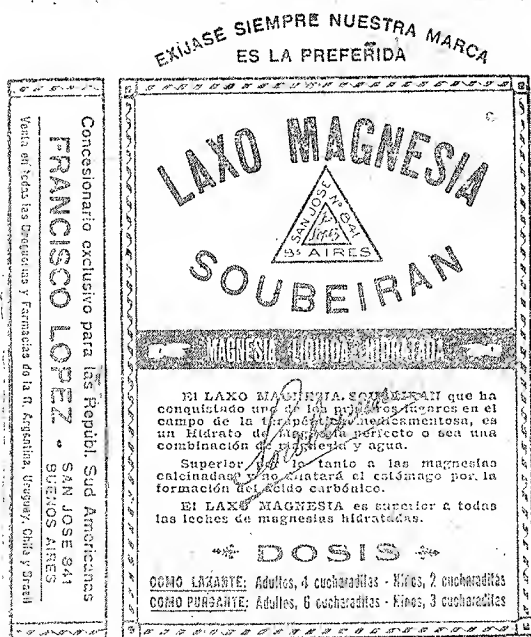 EXÍJASE SIEMPRE NUESTRA MARCA
ES LA PREFERIDA
LAXO MAGNESIA
SAN JOSE Nº 841
Bs AIRES
SOUBEIRAN
MAGNESIA LIQUIDA HIDRATADA
El LAXO MAGNESIA SOUBEIRAN que ha
conquistado uno de los primeros lugares en el
campo de la terapéutica medicamentosa, es
un Hidrato de Magnesia perfecto o sea una
combinación de magnesia y agua.
Superior por lo tanto a las magnesias
calcinadas y no dilatará el estómago por la
formación del ácido carbónico.
El LAXO MAGNESIA es superior a todas
las leches de magnesias hidratadas.
DOSIS
COMO LAXANTE: Adultos, 4 cucharaditas - Niños, 2 cucharaditas
COMO PURGANTE: Adultos, 6 cucharaditas - Niños, 3 cucharaditas
Concesionario exclusivo para las Repúbl. Sud Americanas
FRANCISCO LOPEZ • SAN JOSE 841
BUENOS AIRES
Venta en todas las Droguerías y Farmacias de la R. Argentina, Uruguay, Chile y Brasil